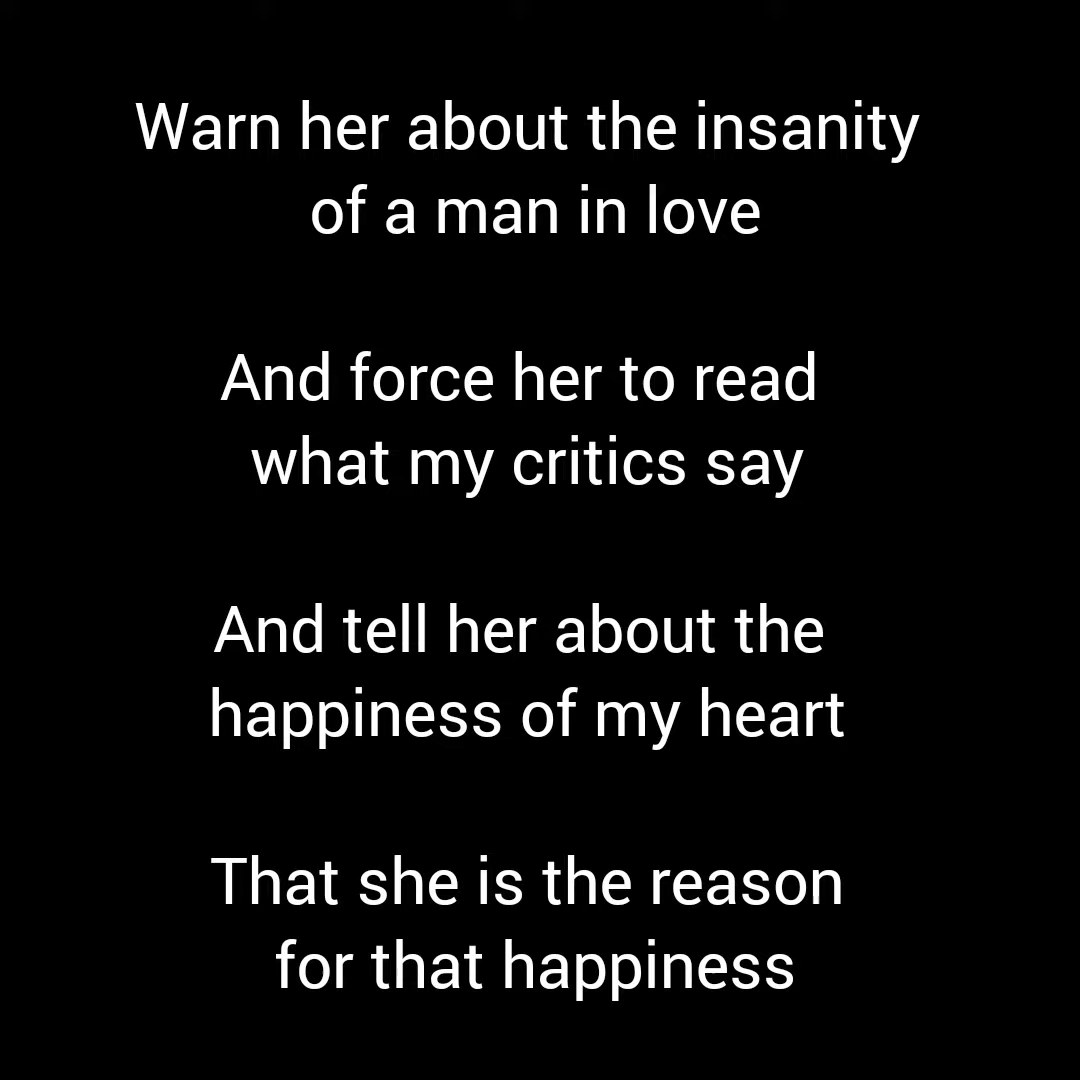 Warn her about the insanity
of a man in love
And force her to read
what my critics say
And tell her about the
happiness of my heart
That she is the reason
for that happiness